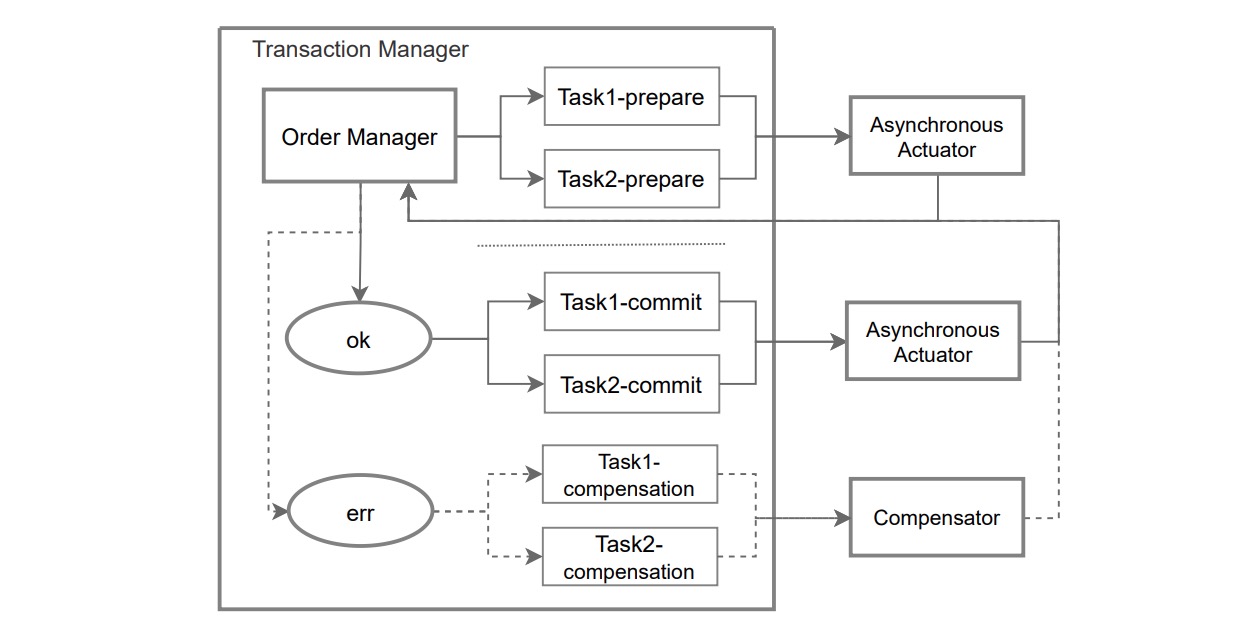 Transaction Manager
Order Manager
Task1-prepare
Task2-prepare
Asynchronous
Actuator
ok
Task1-commit
Task2-commit
Asynchronous
Actuator
err
Task1-
compensation
Task2-
compensation
Compensator